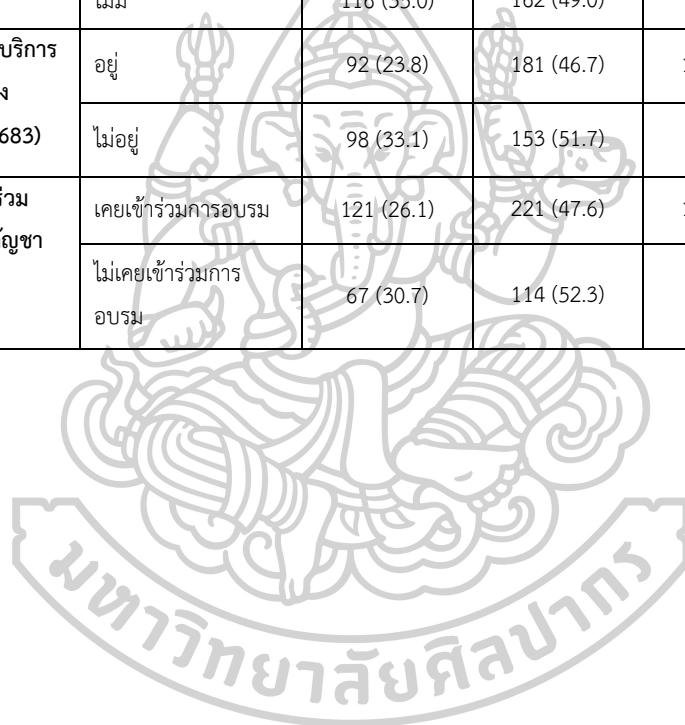 ไม่มี 116 (35.0) 162 (49.0)
บริการ
อยู่ 92 (23.8) 181 (46.7) 1
ง
683) ไม่อยู่ 98 (33.1) 153 (51.7)
ร่วม
เคยเข้าร่วมการอบรม 121 (26.1) 221 (47.6) 1
ัญชา
ไม่เคยเข้าร่วมการ
อบรม 67 (30.7) 114 (52.3)
มหาวิทยาลัยศิลปากร